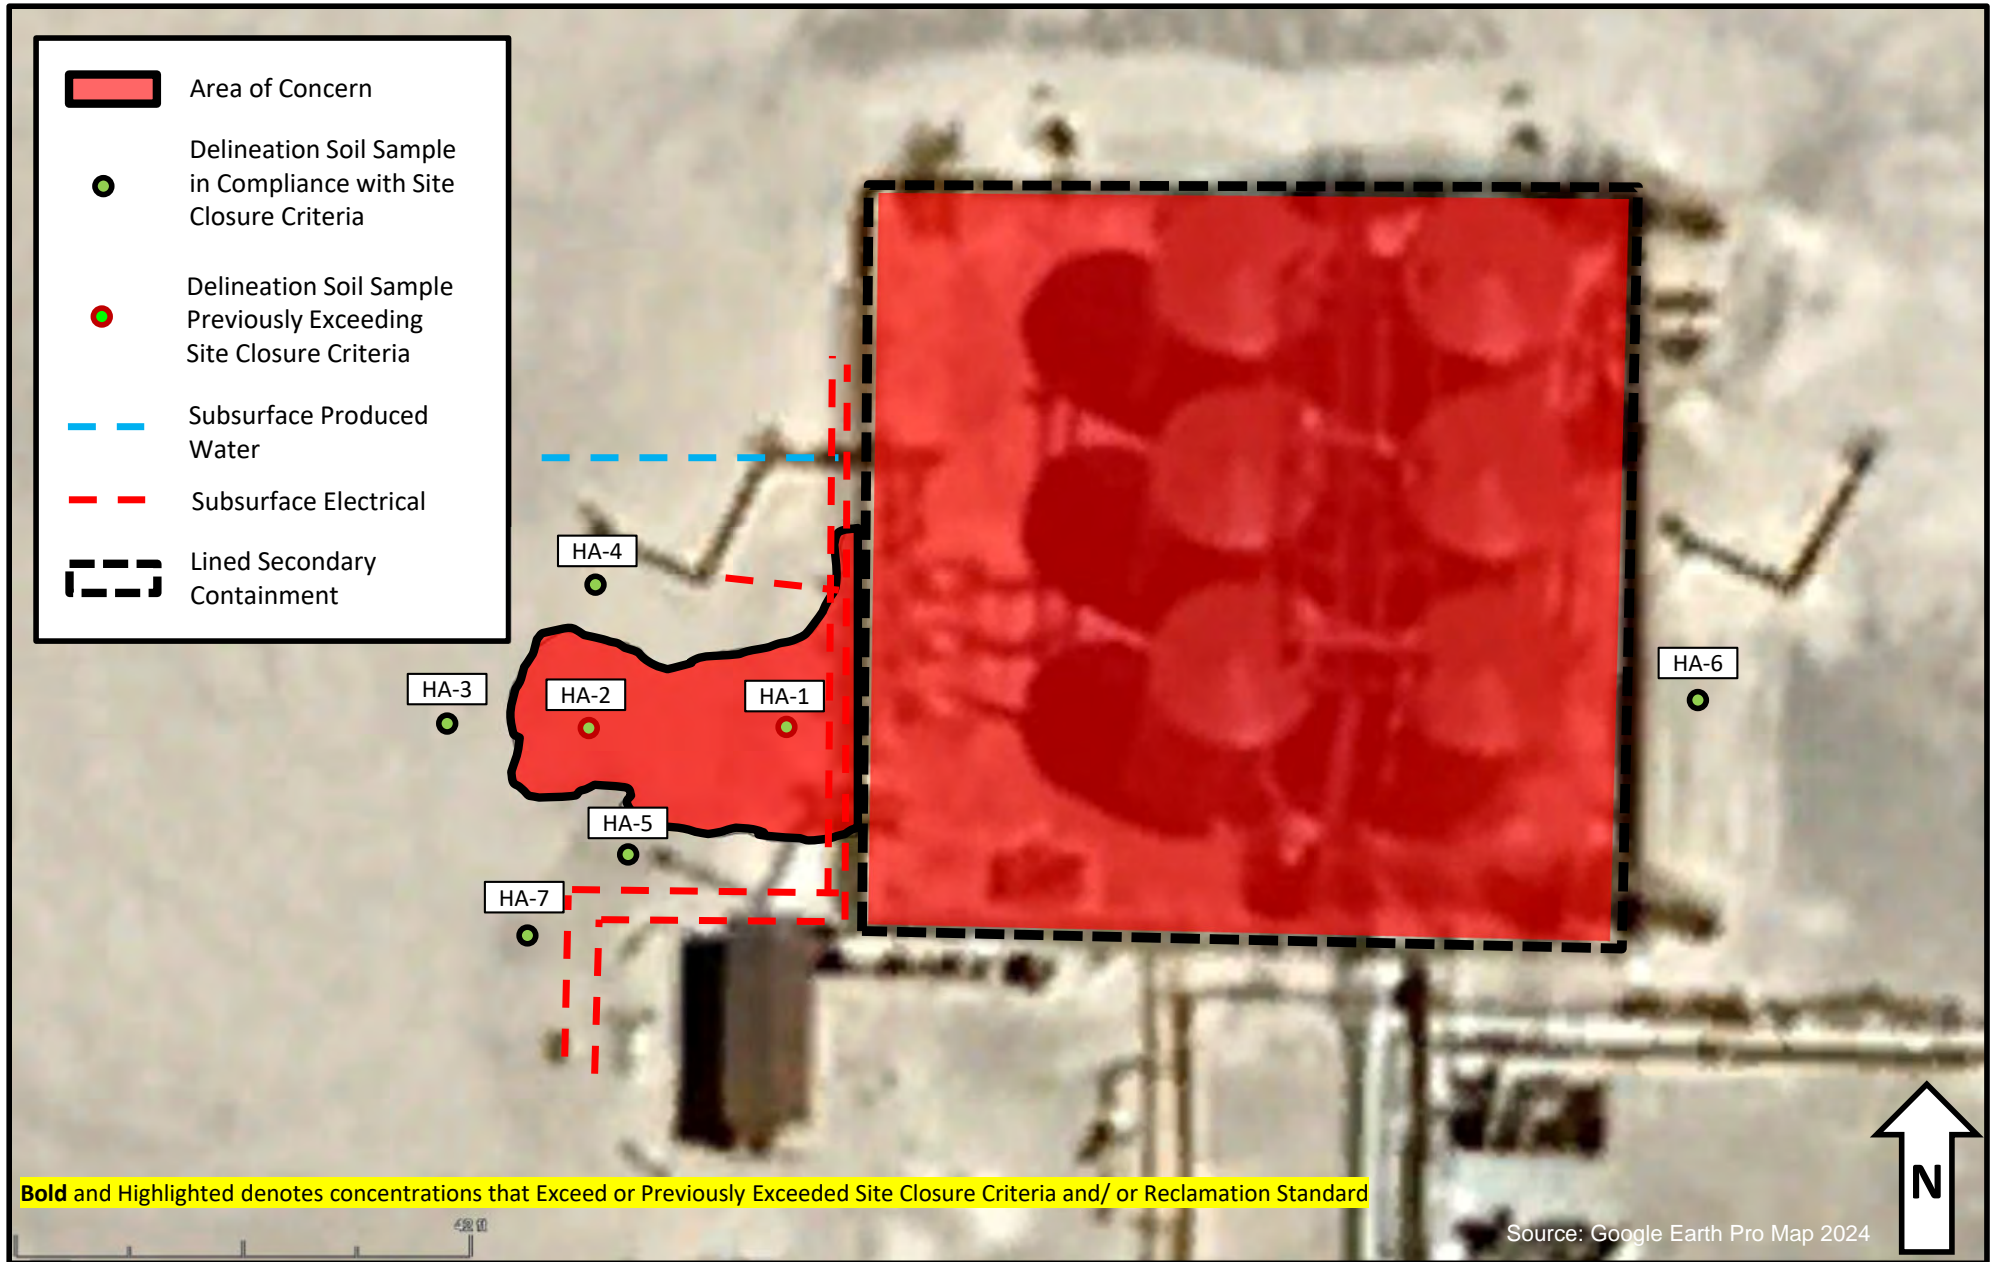 Area of Concern
Delineation Soil Sample
in Compliance with Site
Closure Criteria
Delineation Soil Sample
Previously Exceeding
Site Closure Criteria
Subsurface Produced
Water
Subsurface Electrical
Lined Secondary
Containment
HA-4
HA-3
HA-2
HA-1
HA-6
HA-5
HA-7
Bold and Highlighted denotes concentrations that Exceed or Previously Exceeded Site Closure Criteria and/ or Reclamation Standard
42 ft
Source: Google Earth Pro Map 2024
N